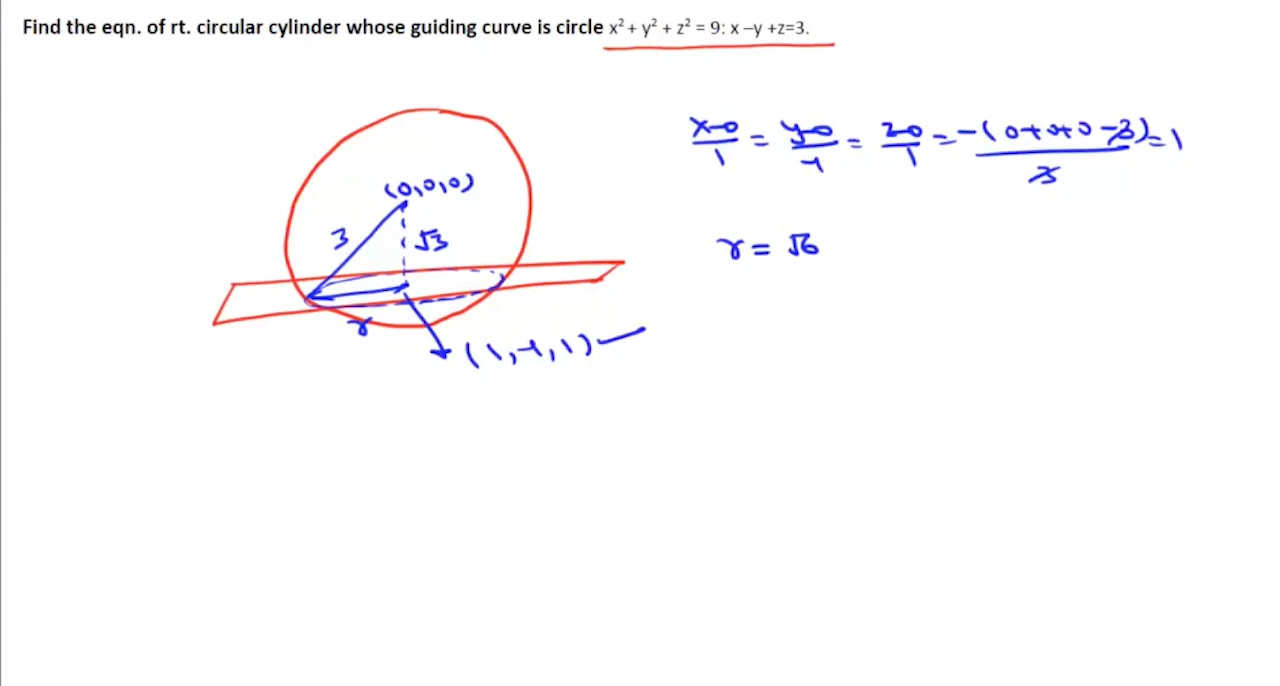 Find the eqn. of rt. circular cylinder whose guiding curve is circle x² + y² + z² = 9: x –y +z=3.
(x-0)/1 = (y-0)/-1 = (z-0)/1 = -(0+0+0-3)/3 = 1
(0,0,0)
3
√3
r = √6
r
(1,-1,1)